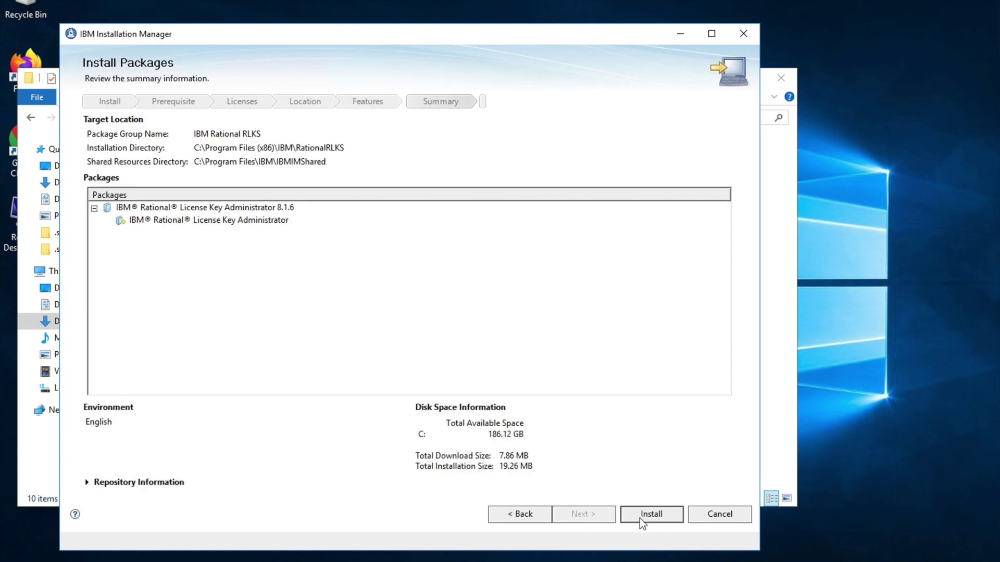 Recycle Bin
IBM Installation Manager
Install Packages
Review the summary information.
File
Install
Prerequisite
Licenses
Location
Features
Summary
Target Location
Package Group Name: IBM Rational RLKS
Installation Directory: C:\Program Files (x86)\IBM\RationalRLKS
Shared Resources Directory: C:\Program Files\IBM\IBMIMShared
Packages
Packages
IBM® Rational® License Key Administrator 8.1.6
IBM® Rational® License Key Administrator
Environment
English
Disk Space Information
Total Available Space
C: 186.12 GB
Total Download Size: 7.86 MB
Total Installation Size: 19.26 MB
Repository Information
10 items
< Back
Next >
Install
Cancel